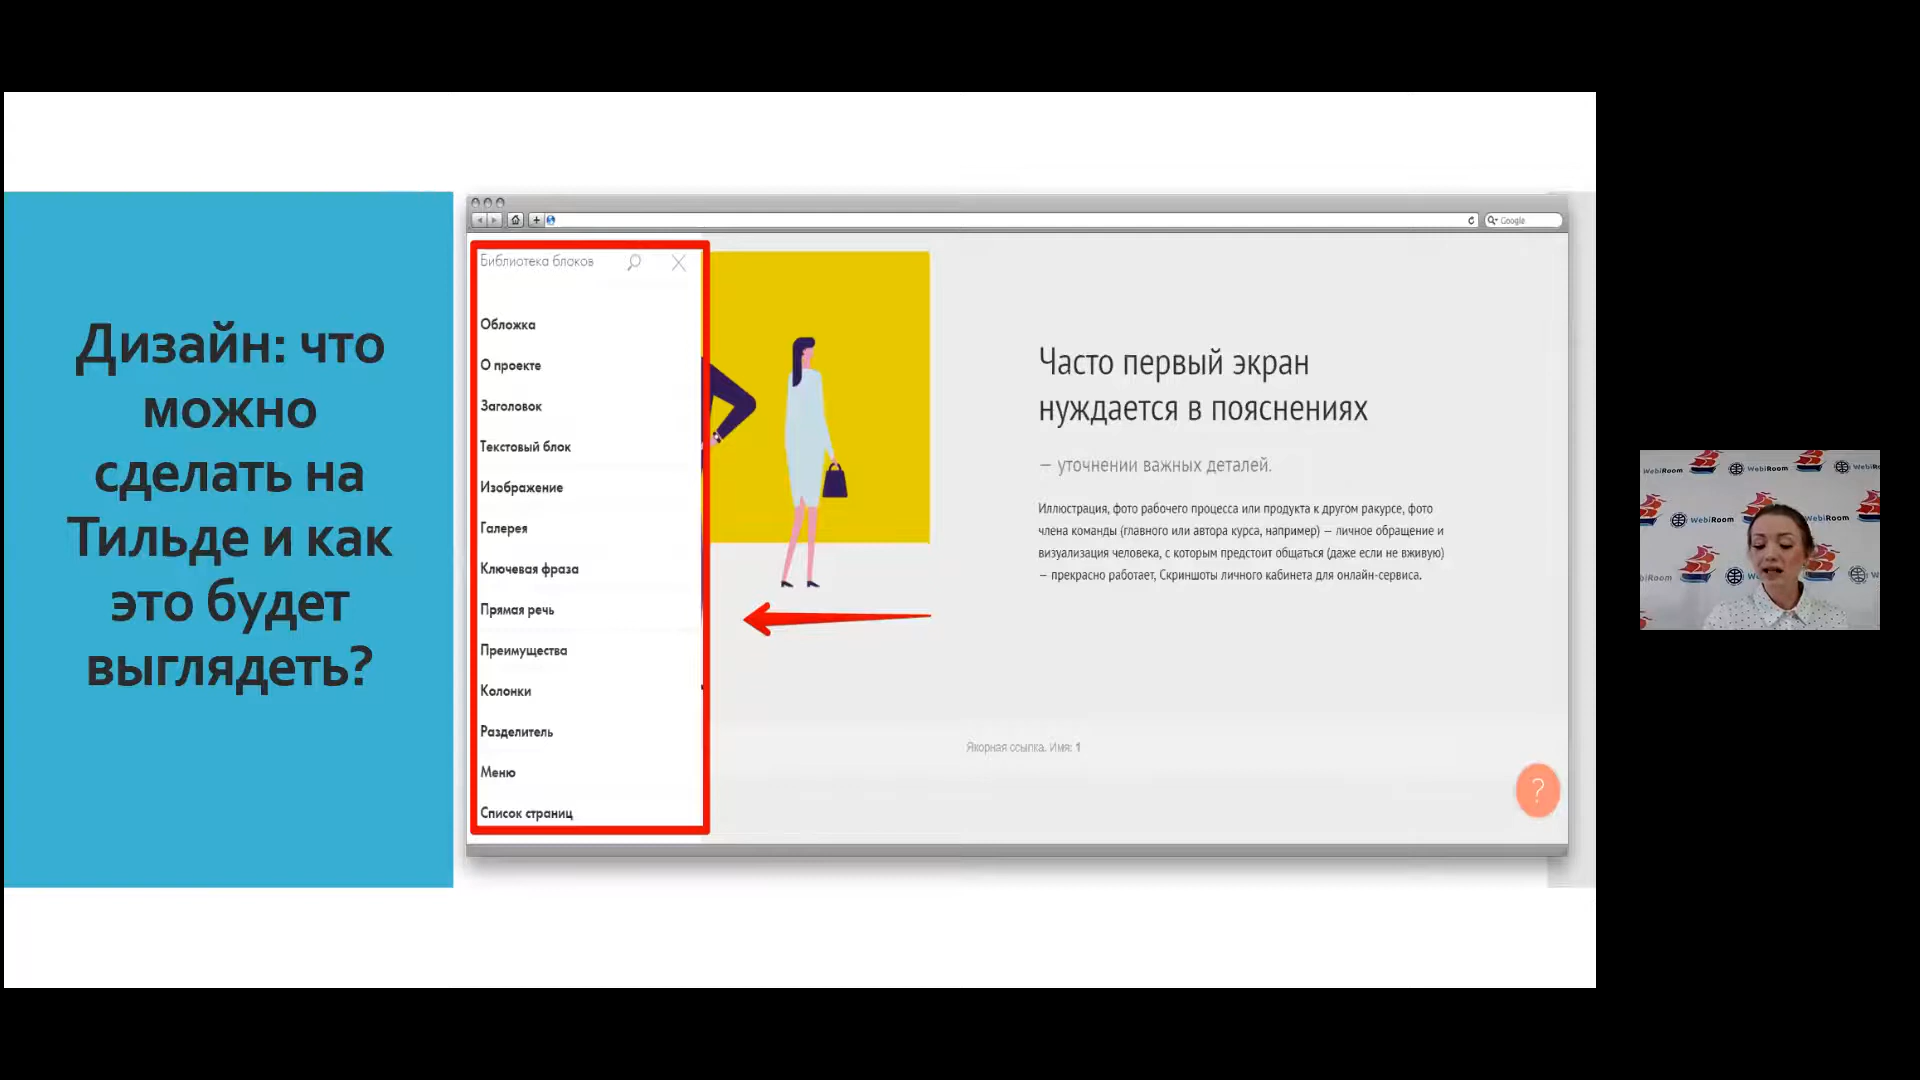 Дизайн: что
можно
сделать на
Тильде и как
это будет
выглядеть?
Google
Библиотека блоков
Обложка
О проекте
Заголовок
Текстовый блок
Изображение
Галерея
Ключевая фраза
Прямая речь
Преимущества
Колонки
Разделитель
Меню
Список страниц
Часто первый экран
нуждается в пояснениях
— уточнении важных деталей.
Иллюстрация, фото рабочего процесса или продукта к другом ракурсе, фото
члена команды (главного или автора курса, например) — личное обращение и
визуализация человека, с которым предстоит общаться (даже если не вживую)
— прекрасно работает, Скриншоты личного кабинета для онлайн-сервиса.
Якорная ссылка. Имя: 1
?
WebiRoom
WebiRoom
WebiRoom